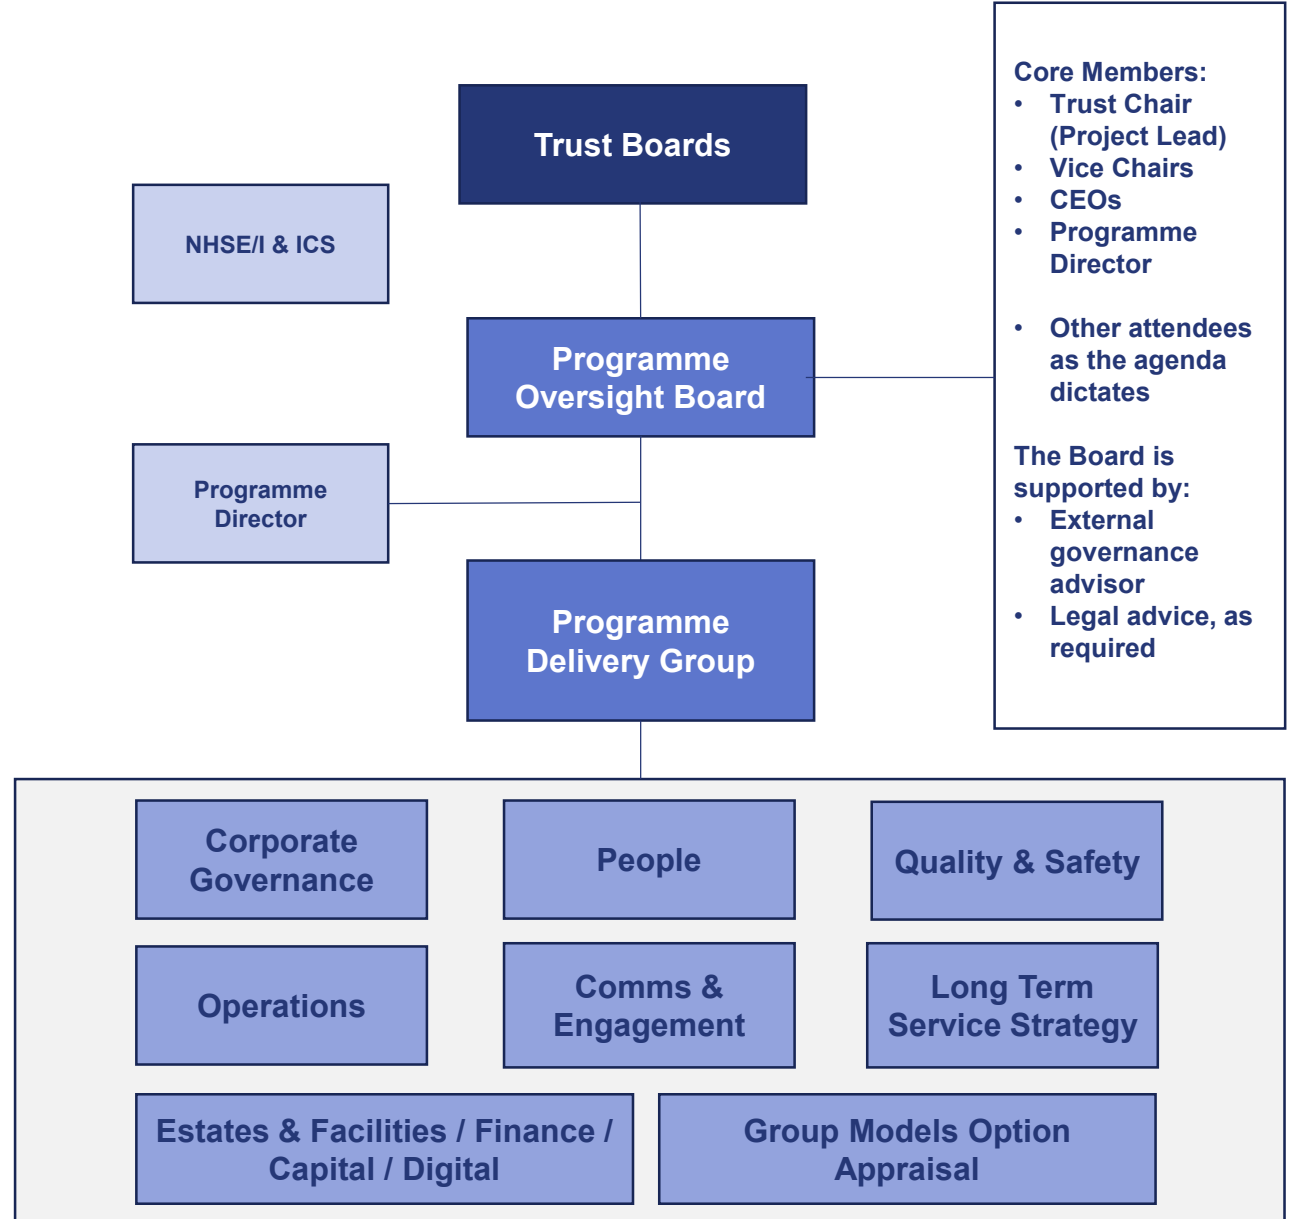 Trust Boards
NHSE/I & ICS
Programme
Oversight Board
Programme
Director
Programme
Delivery Group
Core Members:
• Trust Chair
(Project Lead)
• Vice Chairs
• CEOs
• Programme
Director
• Other attendees
as the agenda
dictates
The Board is
supported by:
• External
governance
advisor
• Legal advice, as
required
Corporate
Governance
People
Quality & Safety
Operations
Comms &
Engagement
Long Term
Service Strategy
Estates & Facilities / Finance /
Capital / Digital
Group Models Option
Appraisal